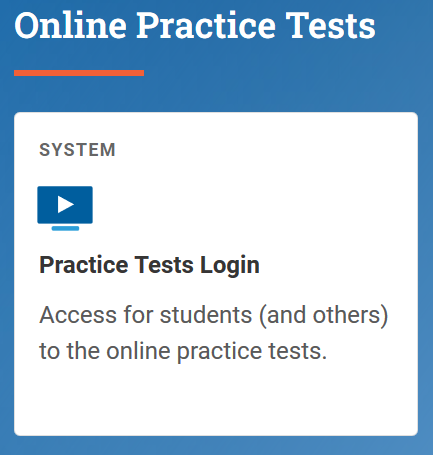 Online Practice Tests
SYSTEM
Practice Tests Login
Access for students (and others)
to the online practice tests.